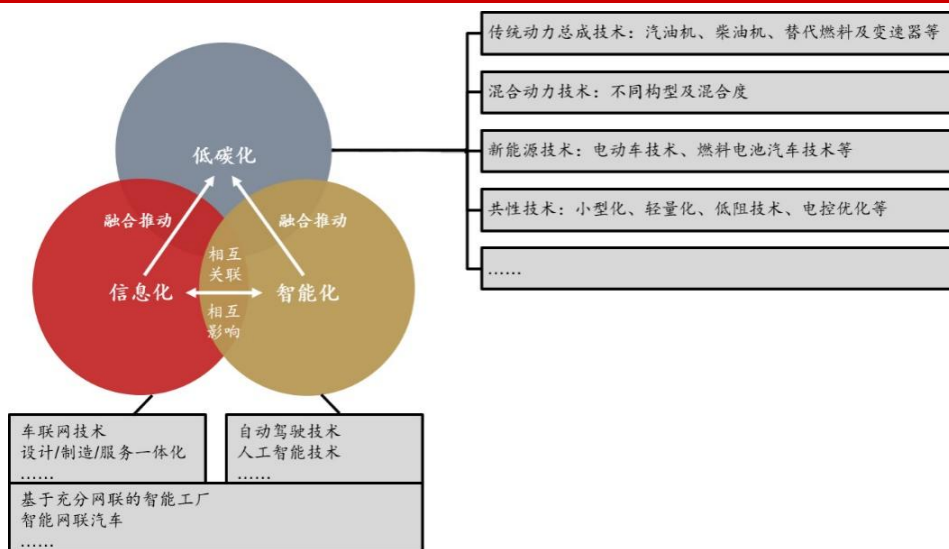 传统动力总成技术：汽油机、柴油机、替代燃料及变速器等
混合动力技术：不同构型及混合度
新能源技术：电动车技术、燃料电池汽车技术等
共性技术：小型化、轻量化、低阻技术、电控优化等
……
低碳化
融合推动
融合推动
相互
关联
信息化
智能化
相互
影响
车联网技术
设计/制造/服务一体化
……
自动驾驶技术
人工智能技术
……
基于充分网联的智能工厂
智能网联汽车
……